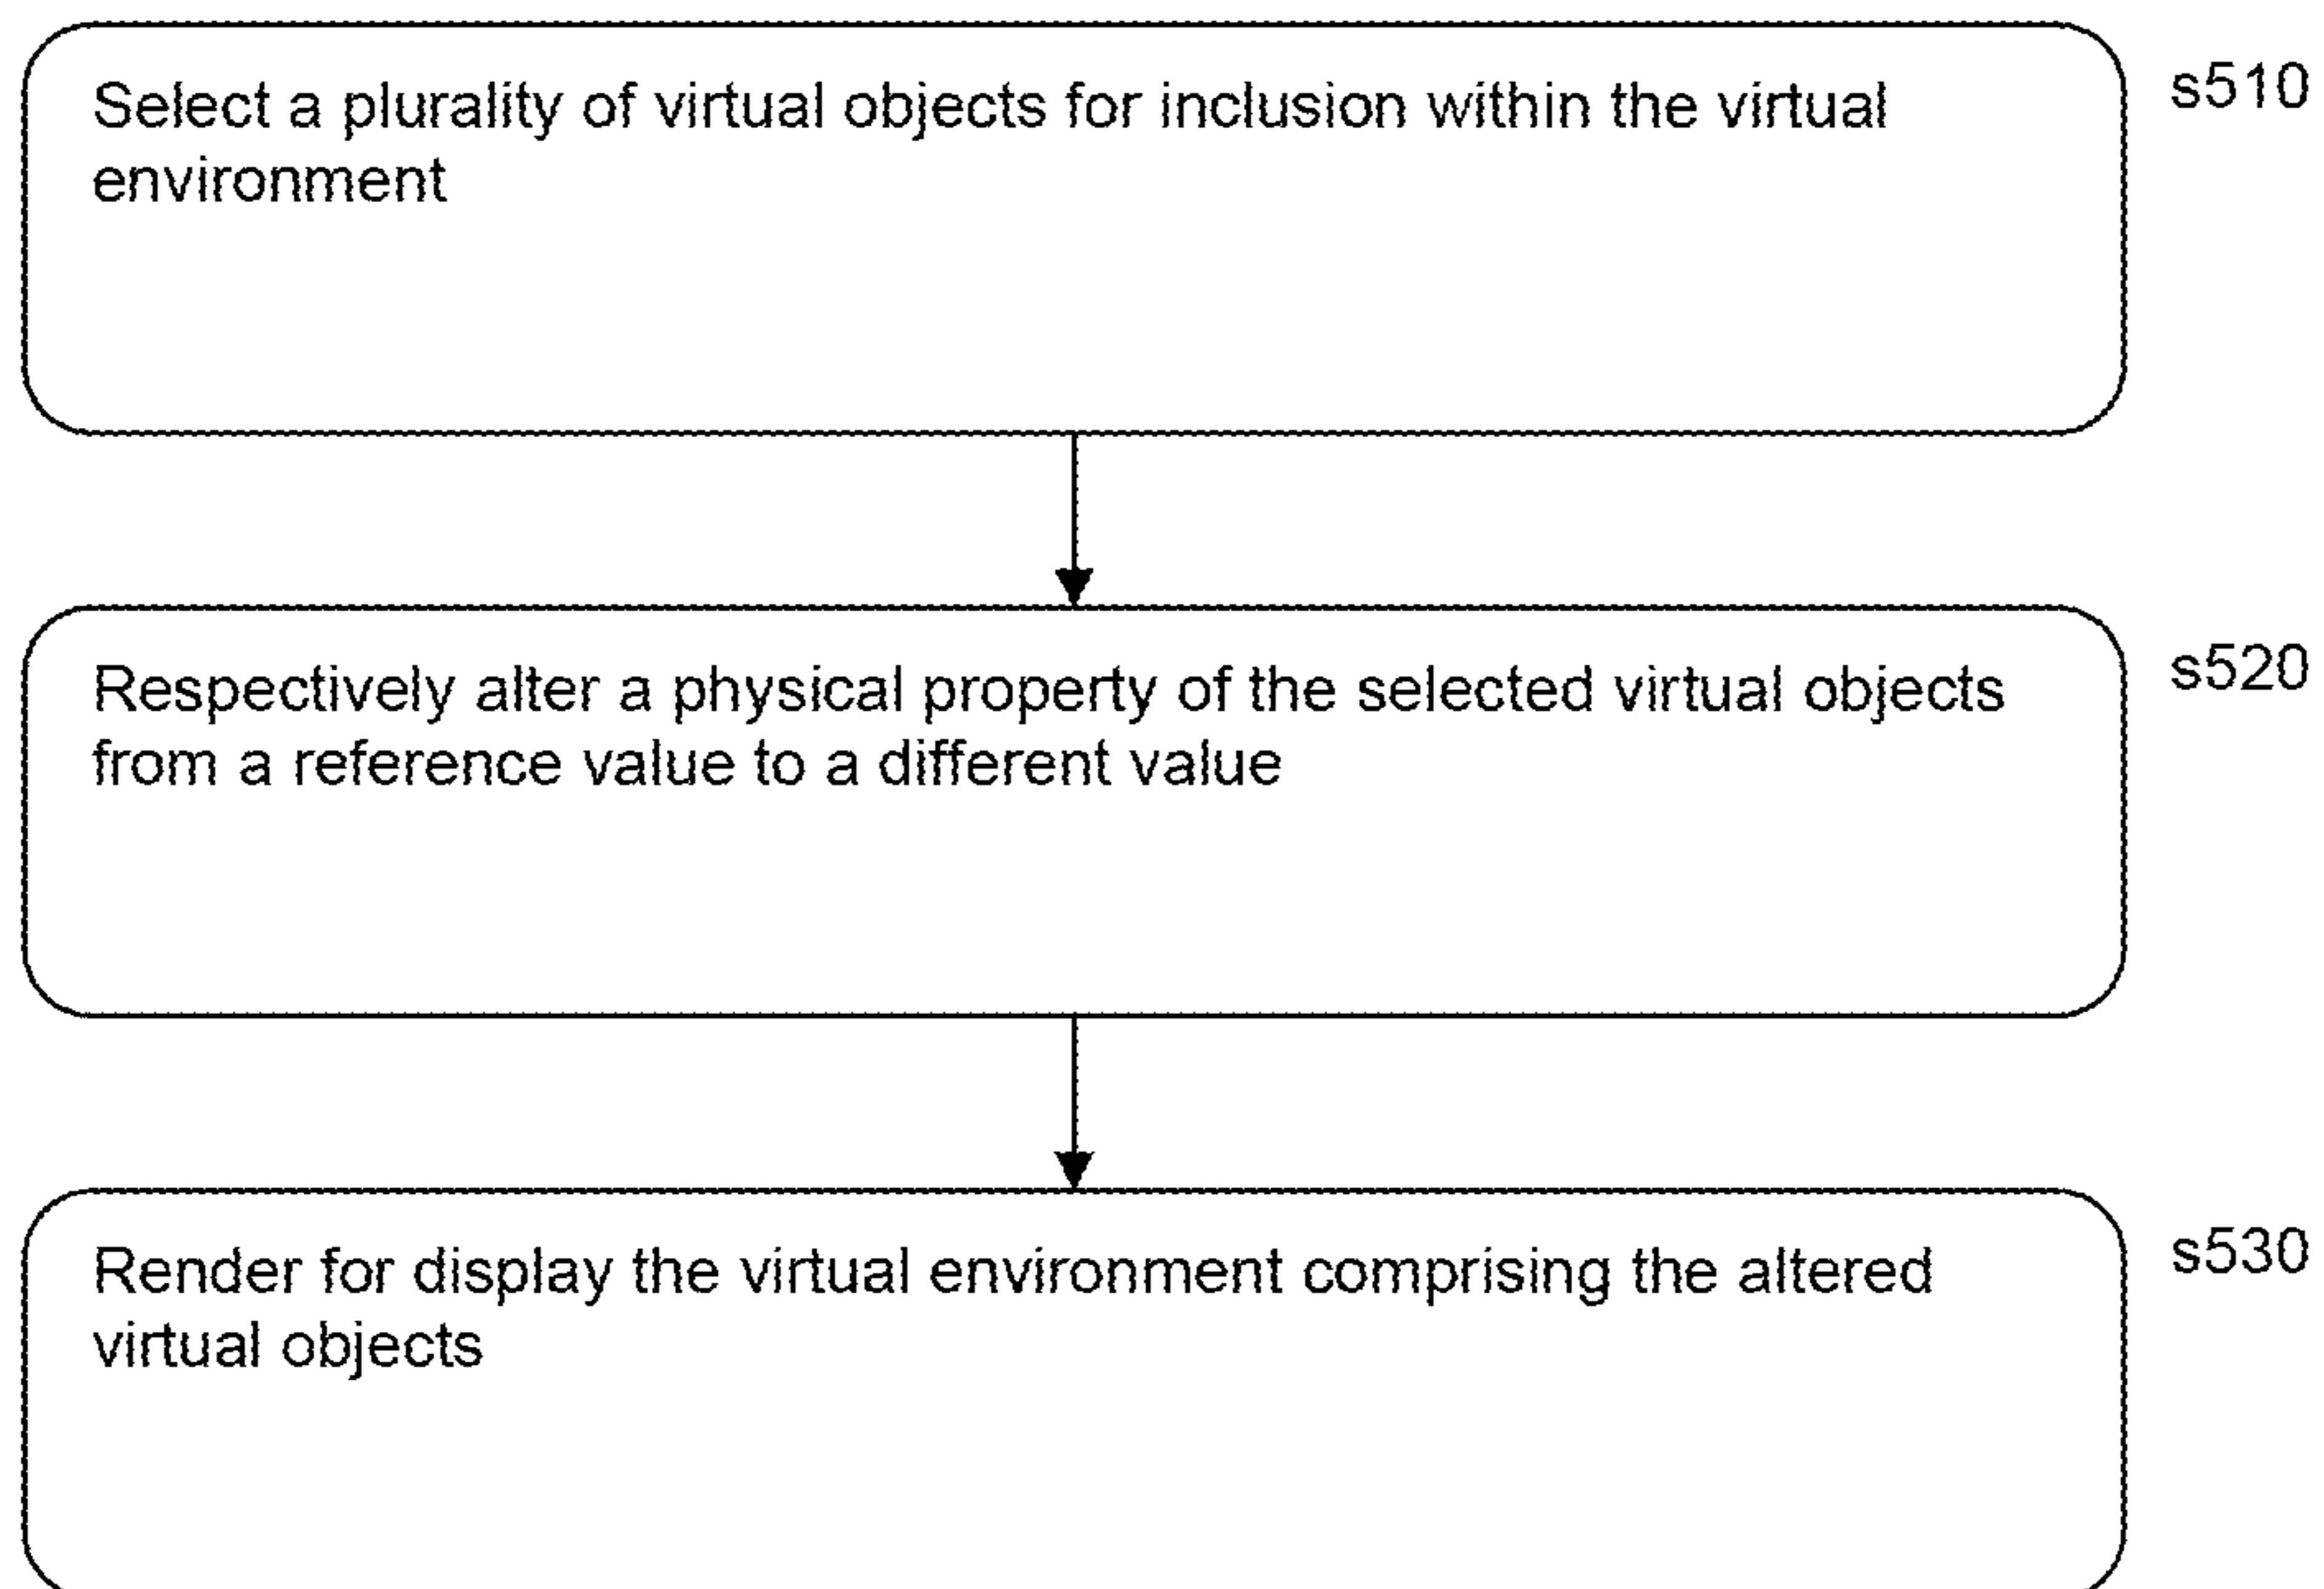 Select a plurality of virtual objects for inclusion within the virtual
environment
s510
Respectively alter a physical property of the selected virtual objects
from a reference value to a different value
s520
Render for display the virtual environment comprising the altered
virtual objects
s530